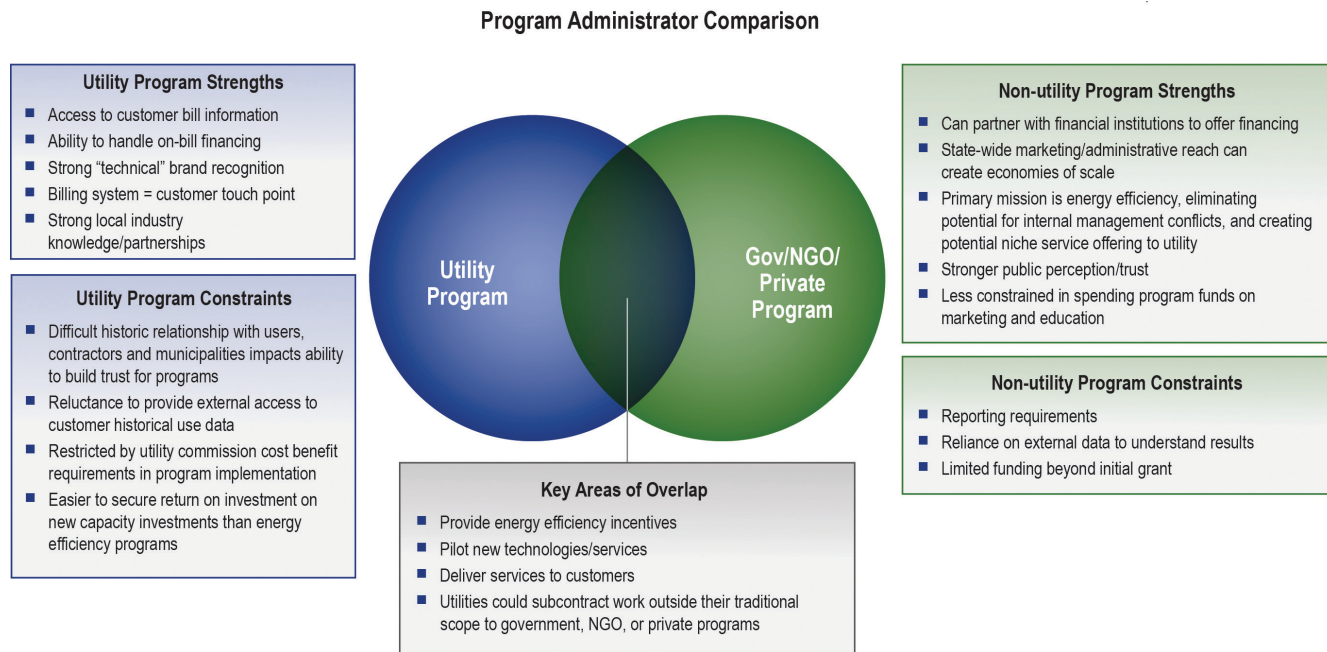 Program Administrator Comparison
Utility Program Strengths
■ Access to customer bill information
■ Ability to handle on-bill financing
■ Strong “technical” brand recognition
■ Billing system = customer touch point
■ Strong local industry
knowledge/partnerships
Utility Program Constraints
■ Difficult historic relationship with users,
contractors and municipalities impacts ability
to build trust for programs
■ Reluctance to provide external access to
customer historical use data
■ Restricted by utility commission cost benefit
requirements in program implementation
■ Easier to secure return on investment on
new capacity investments than energy
efficiency programs
Utility
Program
Gov/NGO/
Private
Program
Key Areas of Overlap
■ Provide energy efficiency incentives
■ Pilot new technologies/services
■ Deliver services to customers
■ Utilities could subcontract work outside their traditional
scope to government, NGO, or private programs
Non-utility Program Strengths
■ Can partner with financial institutions to offer financing
■ State-wide marketing/administrative reach can
create economies of scale
■ Primary mission is energy efficiency, eliminating
potential for internal management conflicts, and creating
potential niche service offering to utility
■ Stronger public perception/trust
■ Less constrained in spending program funds on
marketing and education
Non-utility Program Constraints
■ Reporting requirements
■ Reliance on external data to understand results
■ Limited funding beyond initial grant